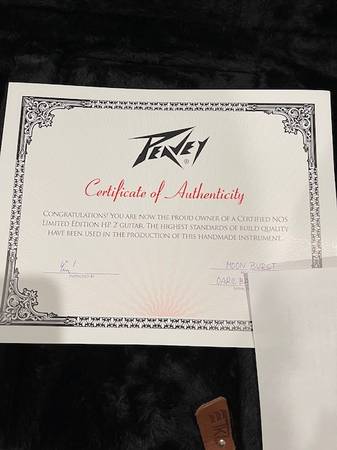 PEAVEY
®
Certificate of Authenticity
Congratulations! You are now the proud owner of a Certified NOS
Limited Edition HP 2 guitar. The highest standards of build quality
have been used in the production of this handmade instrument.
MOON BURST